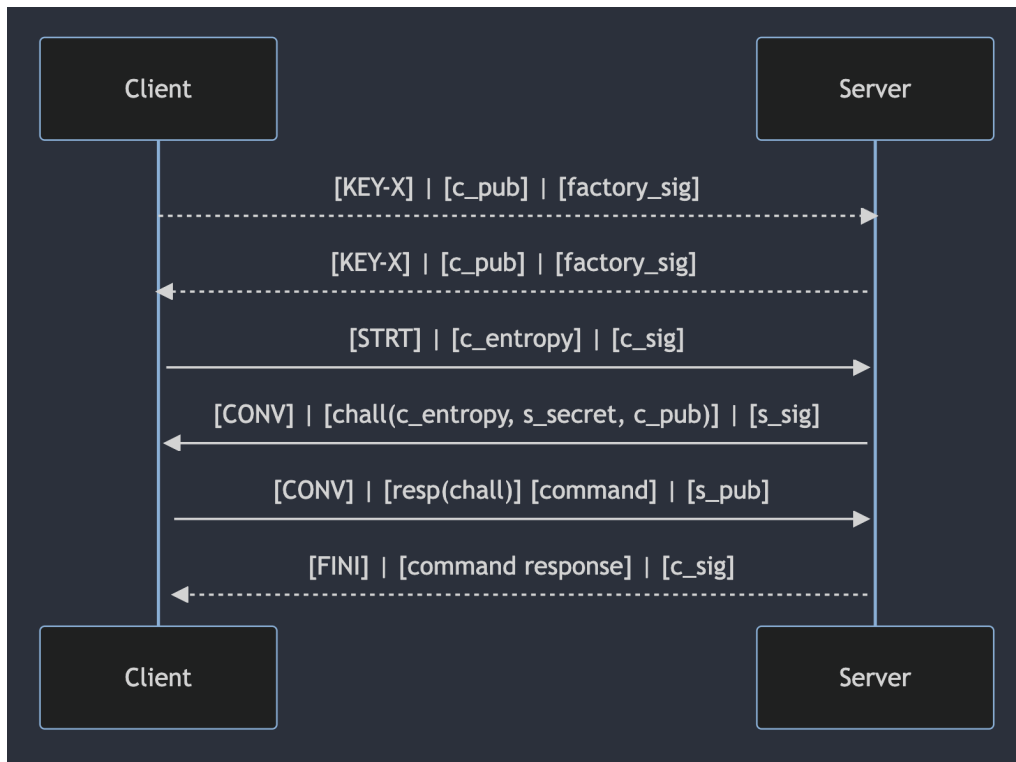 Client
Server
[KEY-X] | [c_pub] | [factory_sig]
[KEY-X] | [c_pub] | [factory_sig]
[STRT] | [c_entropy] | [c_sig]
[CONV] | [chall(c_entropy, s_secret, c_pub)] | [s_sig]
[CONV] | [resp(chall)] [command] | [s_pub]
[FINI] | [command response] | [c_sig]
Client
Server